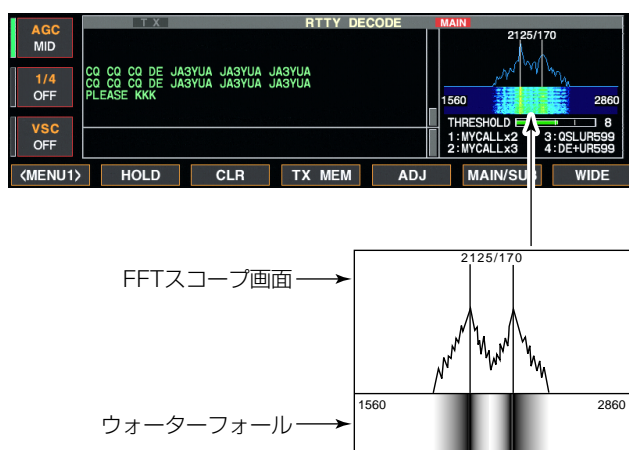 AGC
MID
TX
RTTY DECODE
MAIN
2125/170
1/4
OFF
CQ CQ CQ DE JA3YUA JA3YUA JA3YUA
CQ CQ CQ DE JA3YUA JA3YUA JA3YUA
PLEASE KKK
1560
2860
VSC
OFF
THRESHOLD
8
1:MYCALLx2
3:QSLUR599
2:MYCALLx3
4:DE+UR599
<MENU1>
HOLD
CLR
TX MEM
ADJ
MAIN/SUB
WIDE
2125/170
FFTスコープ画面
1560
2860
ウォーターフォール